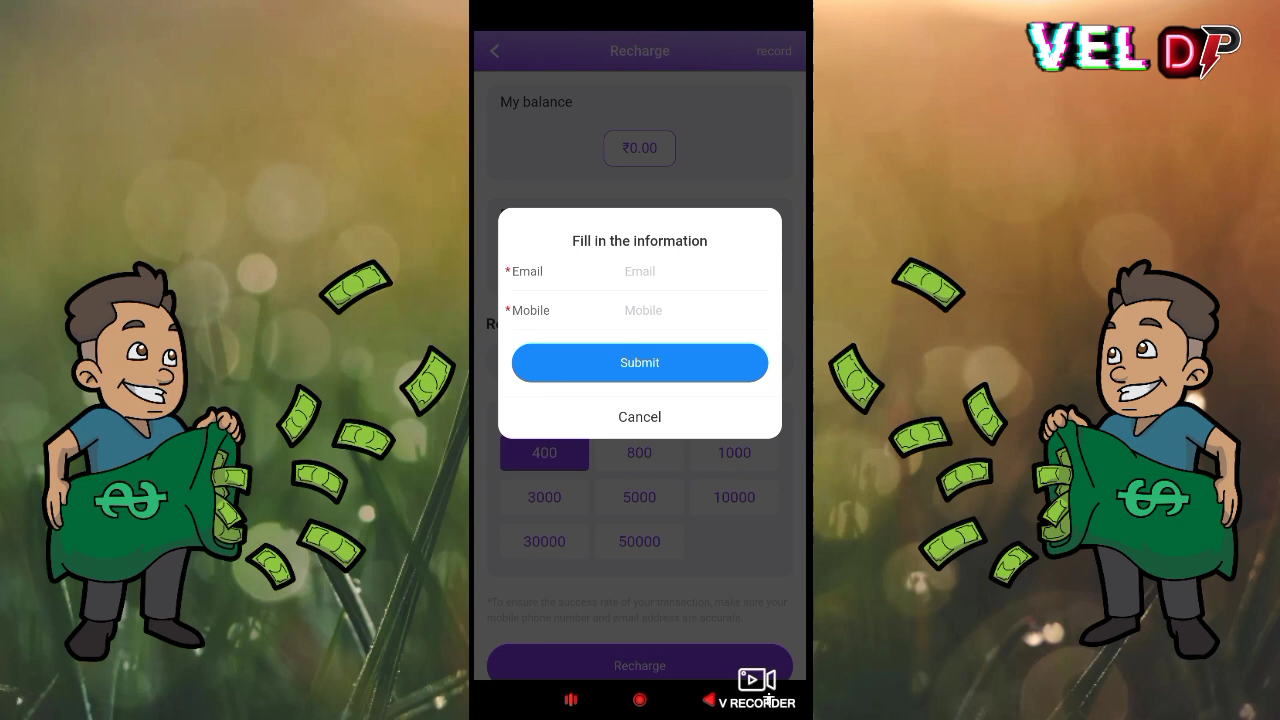 VEL DP
Recharge record
My balance
₹0.00
Fill in the information
*Email Email
*Mobile Mobile
Submit
Cancel
400 800 1000
3000 5000 10000
30000 50000
*To ensure the success rate of your transaction, make sure your
mobile phone number and email address are accurate.
Recharge
V RECORDER
$
$